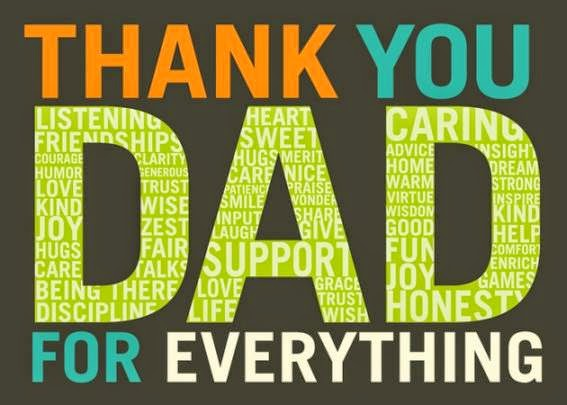 THANK YOU
DAD
LISTENING
FRIENDSHIPS
COURAGE CLARITY
HUMOR GENEROUS
LOVE TRUST
KIND WISE
JOY ZEST
HUGS FAIR
CARE TALKS
BEING THERE
DISCIPLINE
HEART
SWEET
HUGS MERIT
CARE NICE
PATIENCE PRAISE
SMILE WONDER
INPUT SHARE
LAUGH GIVE
SUPPORT
LOVE GRACE
LIFE TRUST
WISH
CARING
ADVICE INSIGHT
HOME DREAM
WARM STRONG
VIRTUE INSPIRE
WISDOM KIND
GOOD HELP
FUN COMFORT
JOY ENRICH
GAMES
HONESTY
FOR EVERYTHING